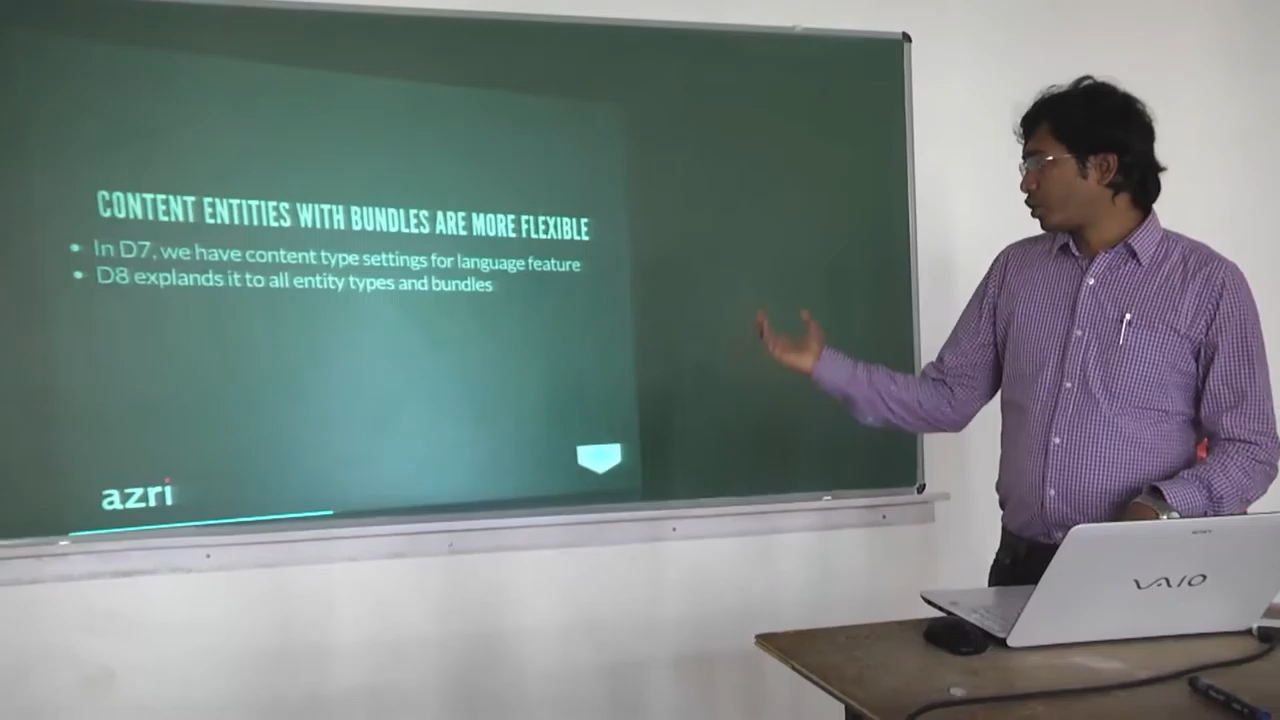 CONTENT ENTITIES WITH BUNDLES ARE MORE FLEXIBLE
• In D7, we have content type settings for language feature
• D8 explands it to all entity types and bundles
azri
VAIO